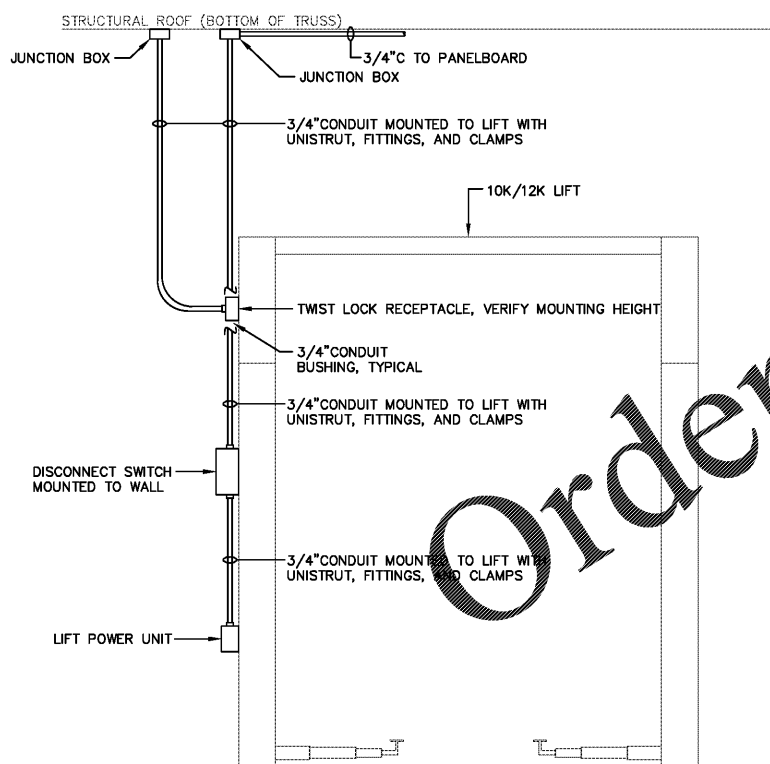 STRUCTURAL ROOF (BOTTOM OF TRUSS)
JUNCTION BOX
3/4"C TO PANELBOARD
JUNCTION BOX
3/4"CONDUIT MOUNTED TO LIFT WITH
UNISTRUT, FITTINGS, AND CLAMPS
10K/12K LIFT
TWIST LOCK RECEPTACLE, VERIFY MOUNTING HEIGHT
3/4"CONDUIT
BUSHING, TYPICAL
3/4"CONDUIT MOUNTED TO LIFT WITH
UNISTRUT, FITTINGS, AND CLAMPS
DISCONNECT SWITCH
MOUNTED TO WALL
3/4"CONDUIT MOUNTED TO LIFT WITH
UNISTRUT, FITTINGS, AND CLAMPS
LIFT POWER UNIT
Order